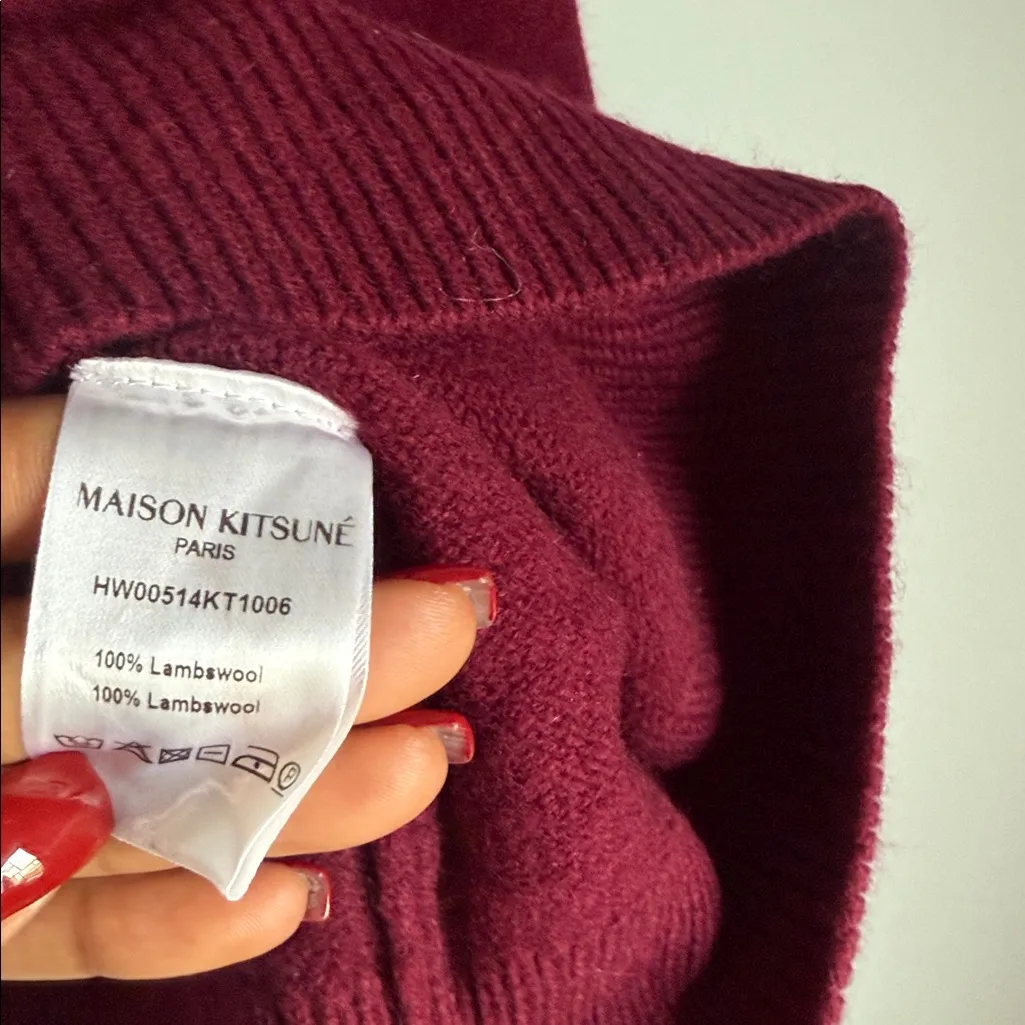 MAISON KITSUNÉ
PARIS
HW00514KT1006
100% Lambswool
100% Lambswool
P